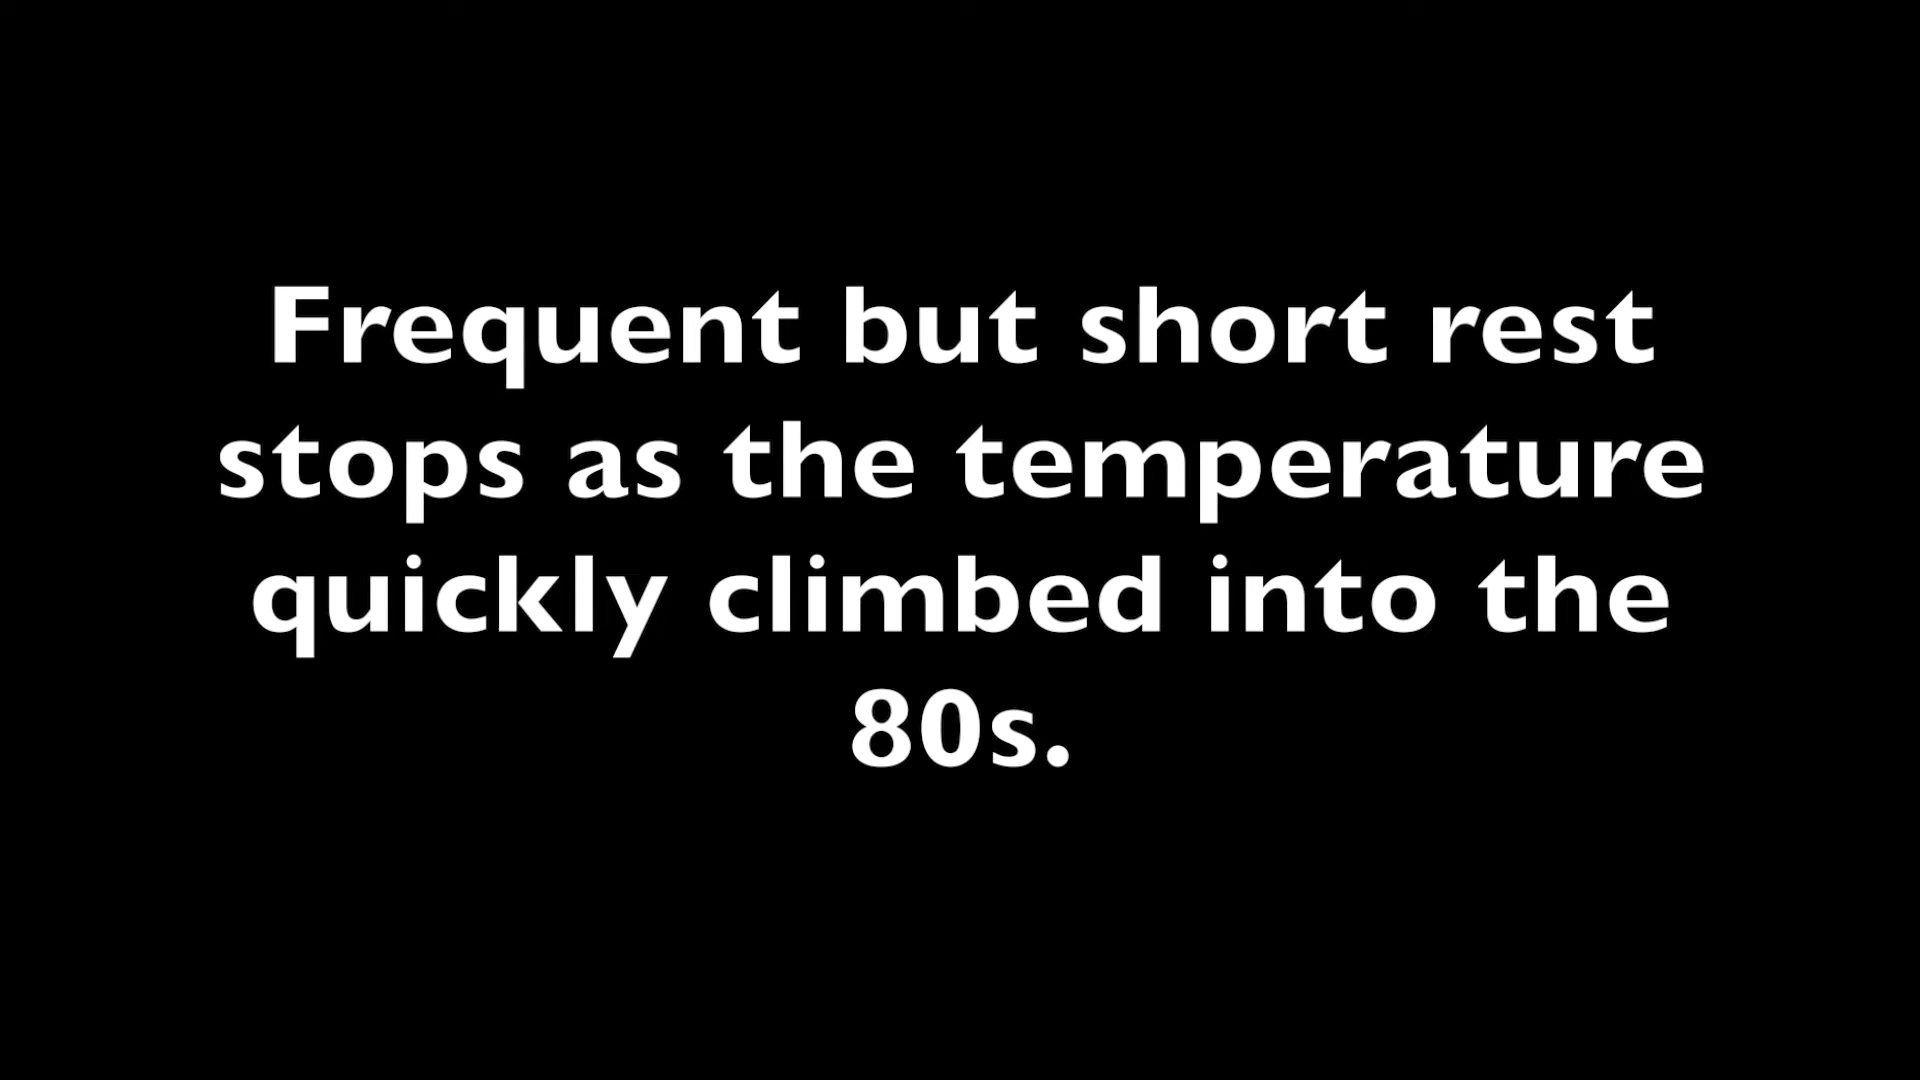 Frequent but short rest
stops as the temperature
quickly climbed into the
80s.